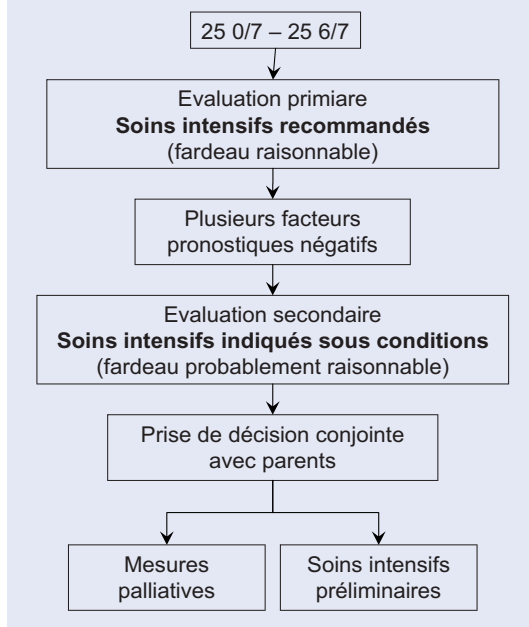 25 0/7 – 25 6/7
Evaluation primiare
Soins intensifs recommandés
(fardeau raisonnable)
Plusieurs facteurs
pronostiques négatifs
Evaluation secondaire
Soins intensifs indiqués sous conditions
(fardeau probablement raisonnable)
Prise de décision conjointe
avec parents
Mesures
palliatives
Soins intensifs
préliminaires